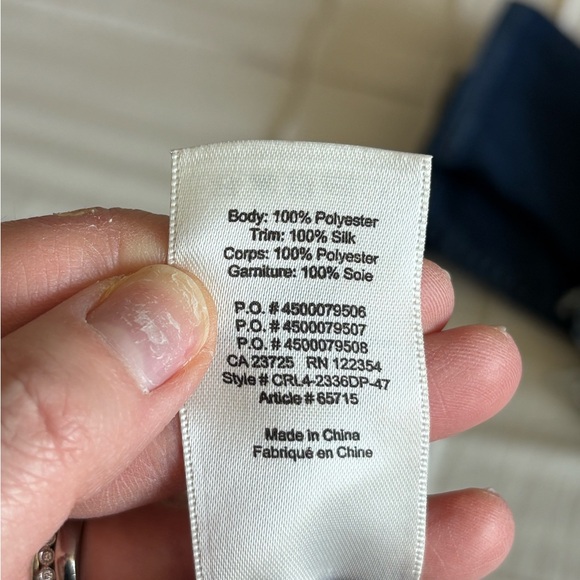 Body: 100% Polyester
Trim: 100% Silk
Corps: 100% Polyester
Garniture: 100% Soie
P.O. # 4500079506
P.O. # 4500079507
P.O. # 4500079508
CA 23725 RN 122354
Style # CRL4-2336DP-47
Article # 65715
Made in China
Fabriqué en Chine